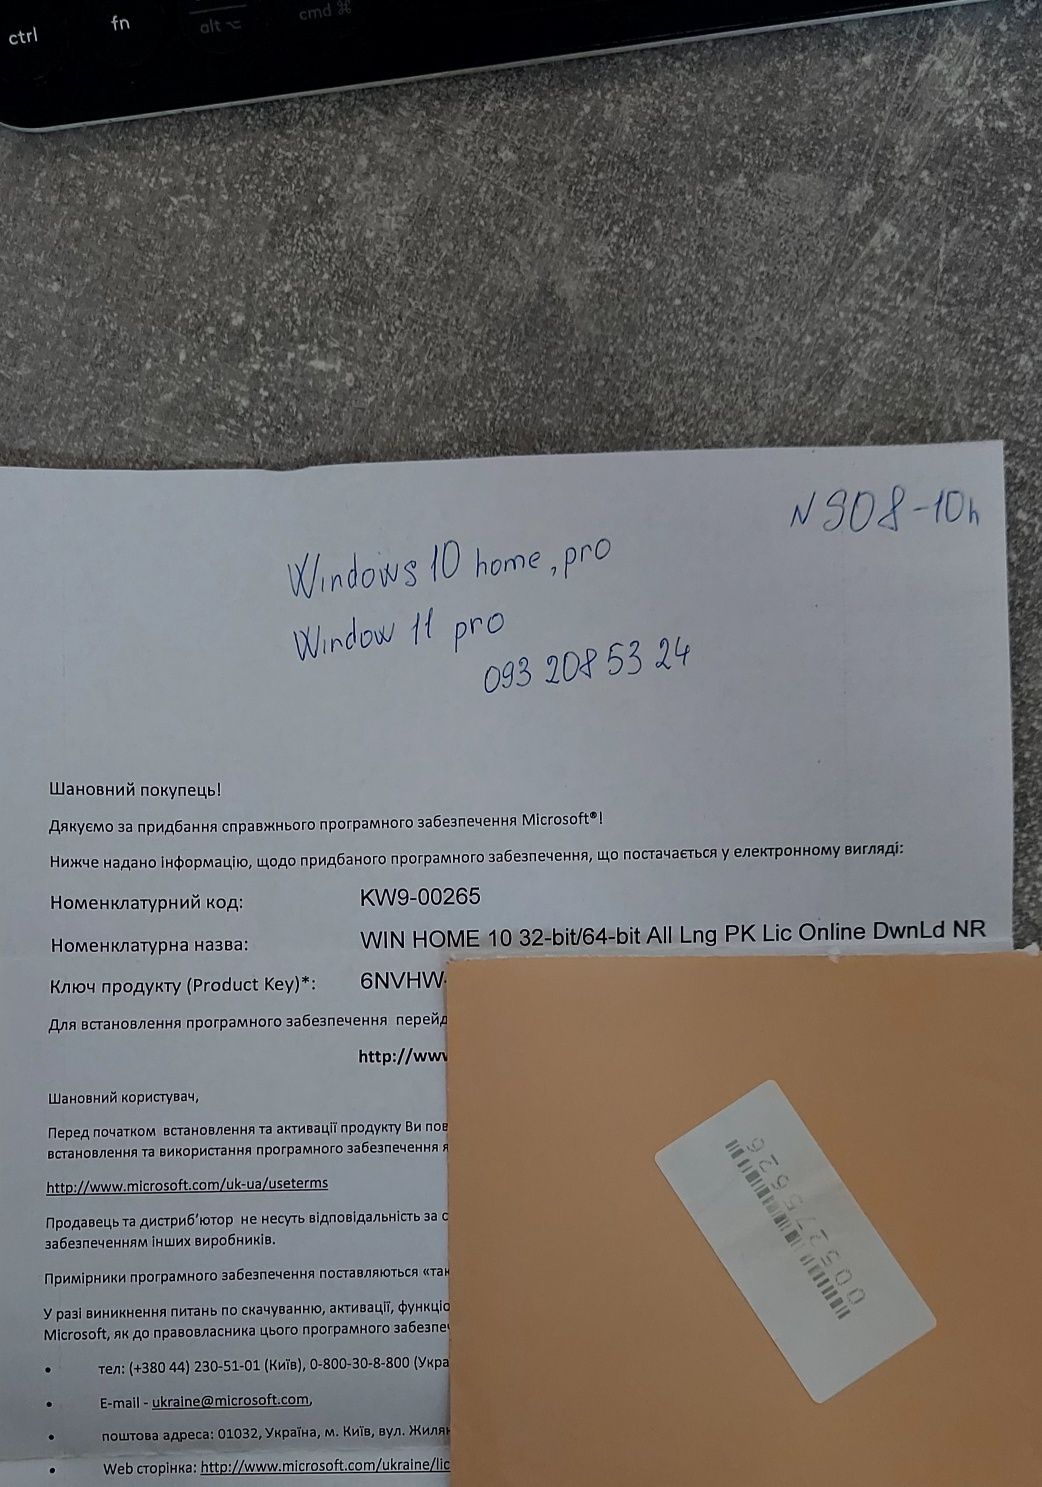 ctrl
fn
alt ⌥
cmd ⌘
N 908-10h
Windows 10 home, pro
Window 11 pro
093 208 53 24
Шановний покупець!
Дякуємо за придбання справжнього програмного забезпечення Microsoft®!
Нижче надано інформацію, щодо придбаного програмного забезпечення, що постачається у електронному вигляді:
Номенклатурний код: KW9-00265
Номенклатурна назва: WIN HOME 10 32-bit/64-bit All Lng PK Lic Online DwnLd NR
Ключ продукту (Product Key)*: 6NVHW-
Для встановлення програмного забезпечення перейд
http://www
Шановний користувач,
Перед початком встановлення та активації продукту Ви пов
встановлення та використання програмного забезпечення я
http://www.microsoft.com/uk-ua/useterms
Продавець та дистриб’ютор не несуть відповідальність за с
забезпеченням інших виробників.
Примірники програмного забезпечення поставляються «так
У разі виникнення питань по скачуванню, активації, функціо
Microsoft, як до правовласника цього програмного забезпе
• тел: (+380 44) 230-51-01 (Київ), 0-800-30-8-800 (Укра
• E-mail - ukraine@microsoft.com,
• поштова адреса: 01032, Україна, м. Київ, вул. Жилян
• Web сторінка: http://www.microsoft.com/ukraine/lic